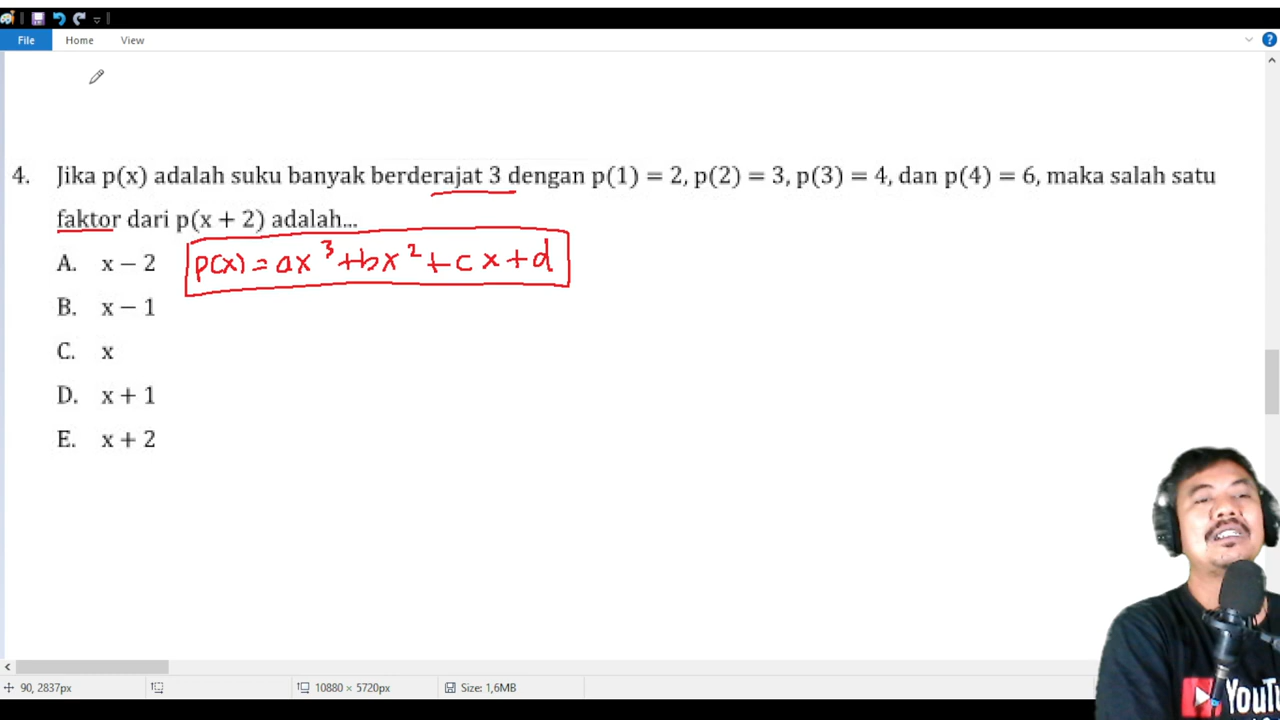 File Home View
4. Jika p(x) adalah suku banyak berderajat 3 dengan p(1) = 2, p(2) = 3, p(3) = 4, dan p(4) = 6, maka salah satu
faktor dari p(x + 2) adalah...
A. x − 2
p(x) = ax³ + bx² + cx + d
B. x − 1
C. x
D. x + 1
E. x + 2
90, 2837px 10880 × 5720px Size: 1,6MB
YouTu